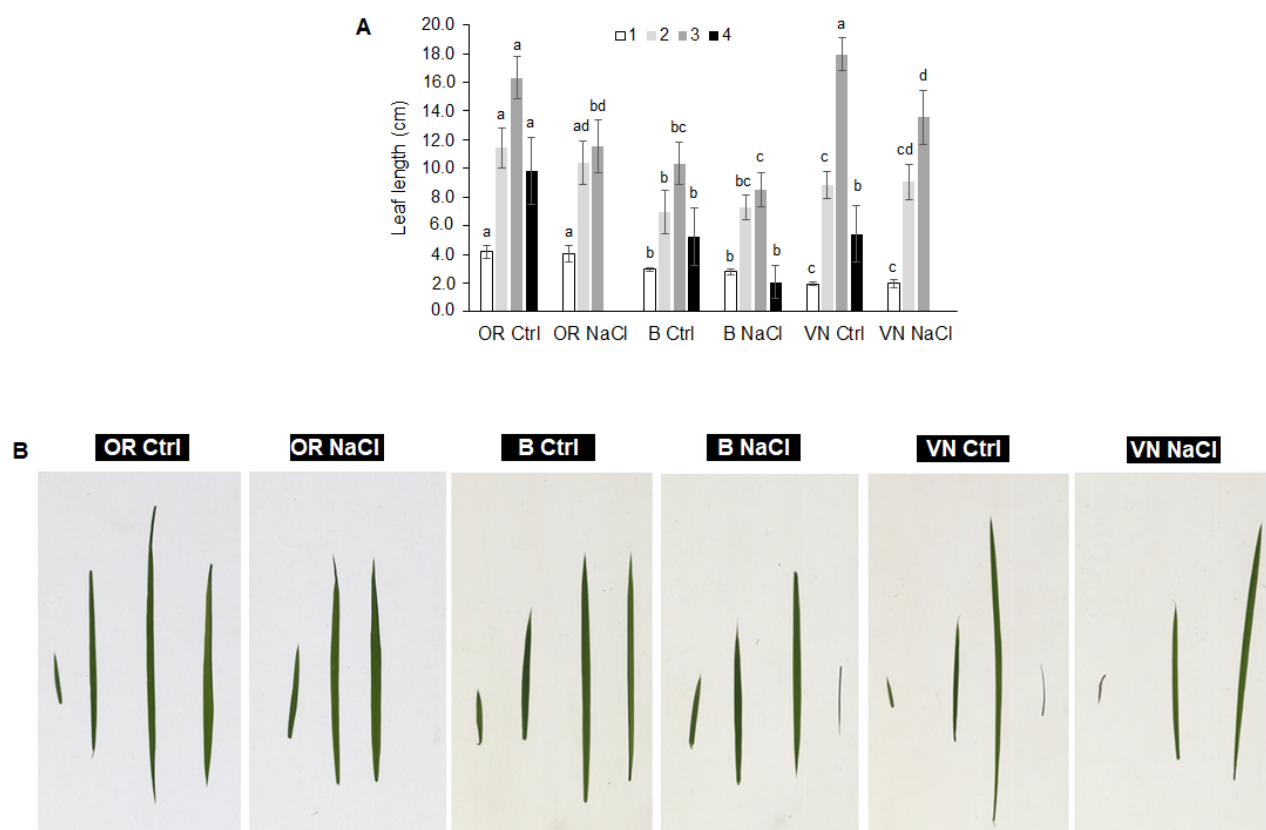 A
Leaf length (cm)
20.0
18.0
16.0
14.0
12.0
10.0
8.0
6.0
4.0
2.0
0.0
1 2 3 4
a a a a
a ad bd
b b bc b
b bc c b
c c a b
c cd d
OR Ctrl OR NaCl B Ctrl B NaCl VN Ctrl VN NaCl
B
OR Ctrl OR NaCl B Ctrl B NaCl VN Ctrl VN NaCl